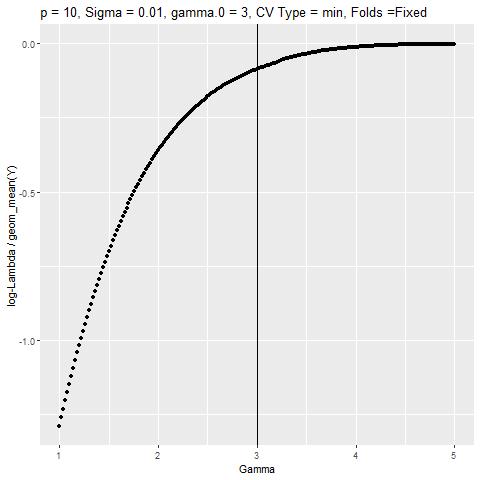 p = 10, Sigma = 0.01, gamma.0 = 3, CV Type = min, Folds =Fixed
log-Lambda / geom_mean(Y)
0.0
-0.5
-1.0
1 2 3 4 5
Gamma